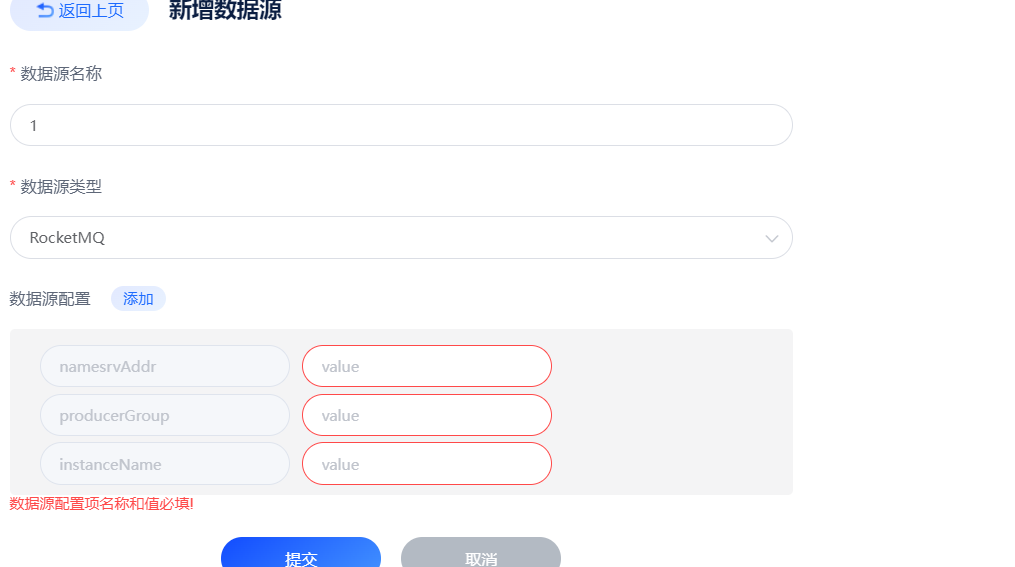 返回上页 新增数据源
* 数据源名称
1
* 数据源类型
RocketMQ
数据源配置 添加
namesrvAddr value
producerGroup value
instanceName value
数据源配置项名称和值必填!
提交 取消